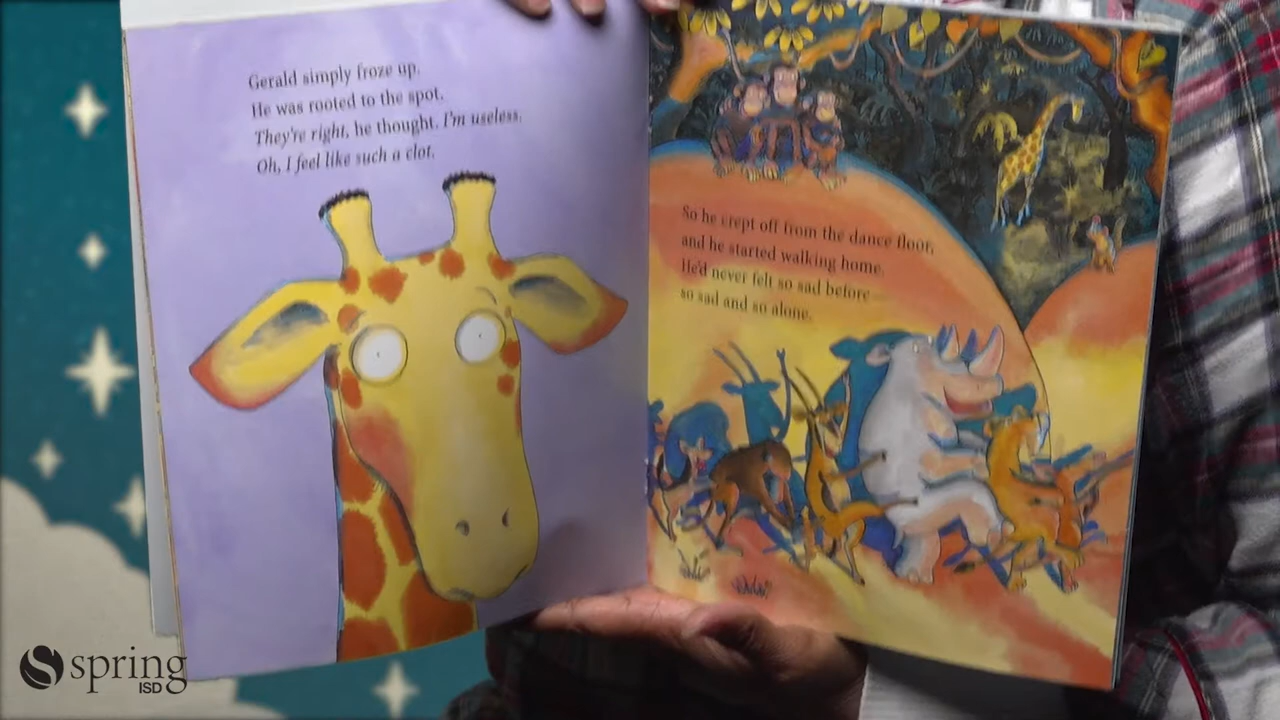 Gerald simply froze up.
He was rooted to the spot.
They're right, he thought. I'm useless.
Oh, I feel like such a clot.
So he crept off from the dance floor,
and he started walking home.
He'd never felt so sad before
so sad and so alone.
spring
ISD